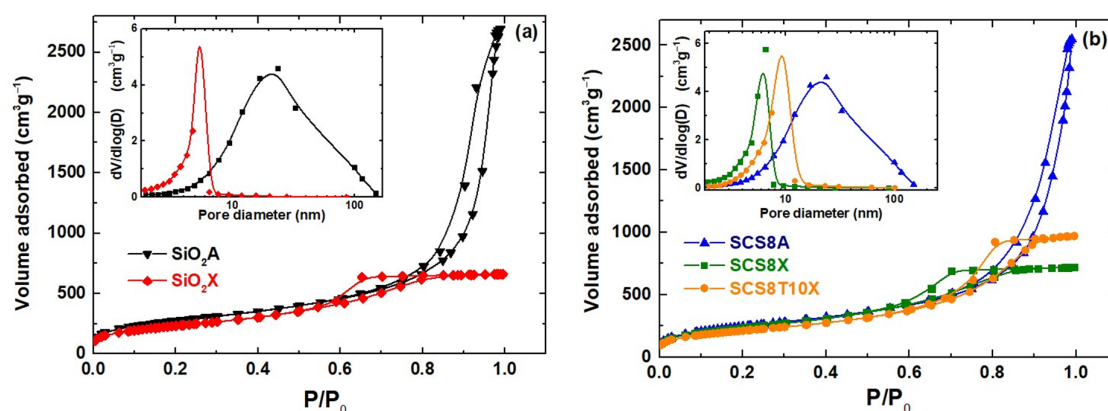 (a)
Volume adsorbed (cm³g⁻¹)
2500
2000
1500
1000
500
0
0.0 0.2 0.4 0.6 0.8 1.0
P/P₀
dV/dlog(D) (cm³g⁻¹)
6
4
2
0
10 100
Pore diameter (nm)
SiO₂A
SiO₂X
(b)
Volume adsorbed (cm³g⁻¹)
2500
2000
1500
1000
500
0
0.0 0.2 0.4 0.6 0.8 1.0
P/P₀
dV/dlog(D) (cm³g⁻¹)
6
4
2
0
10 100
Pore diameter (nm)
SCS8A
SCS8X
SCS8T10X